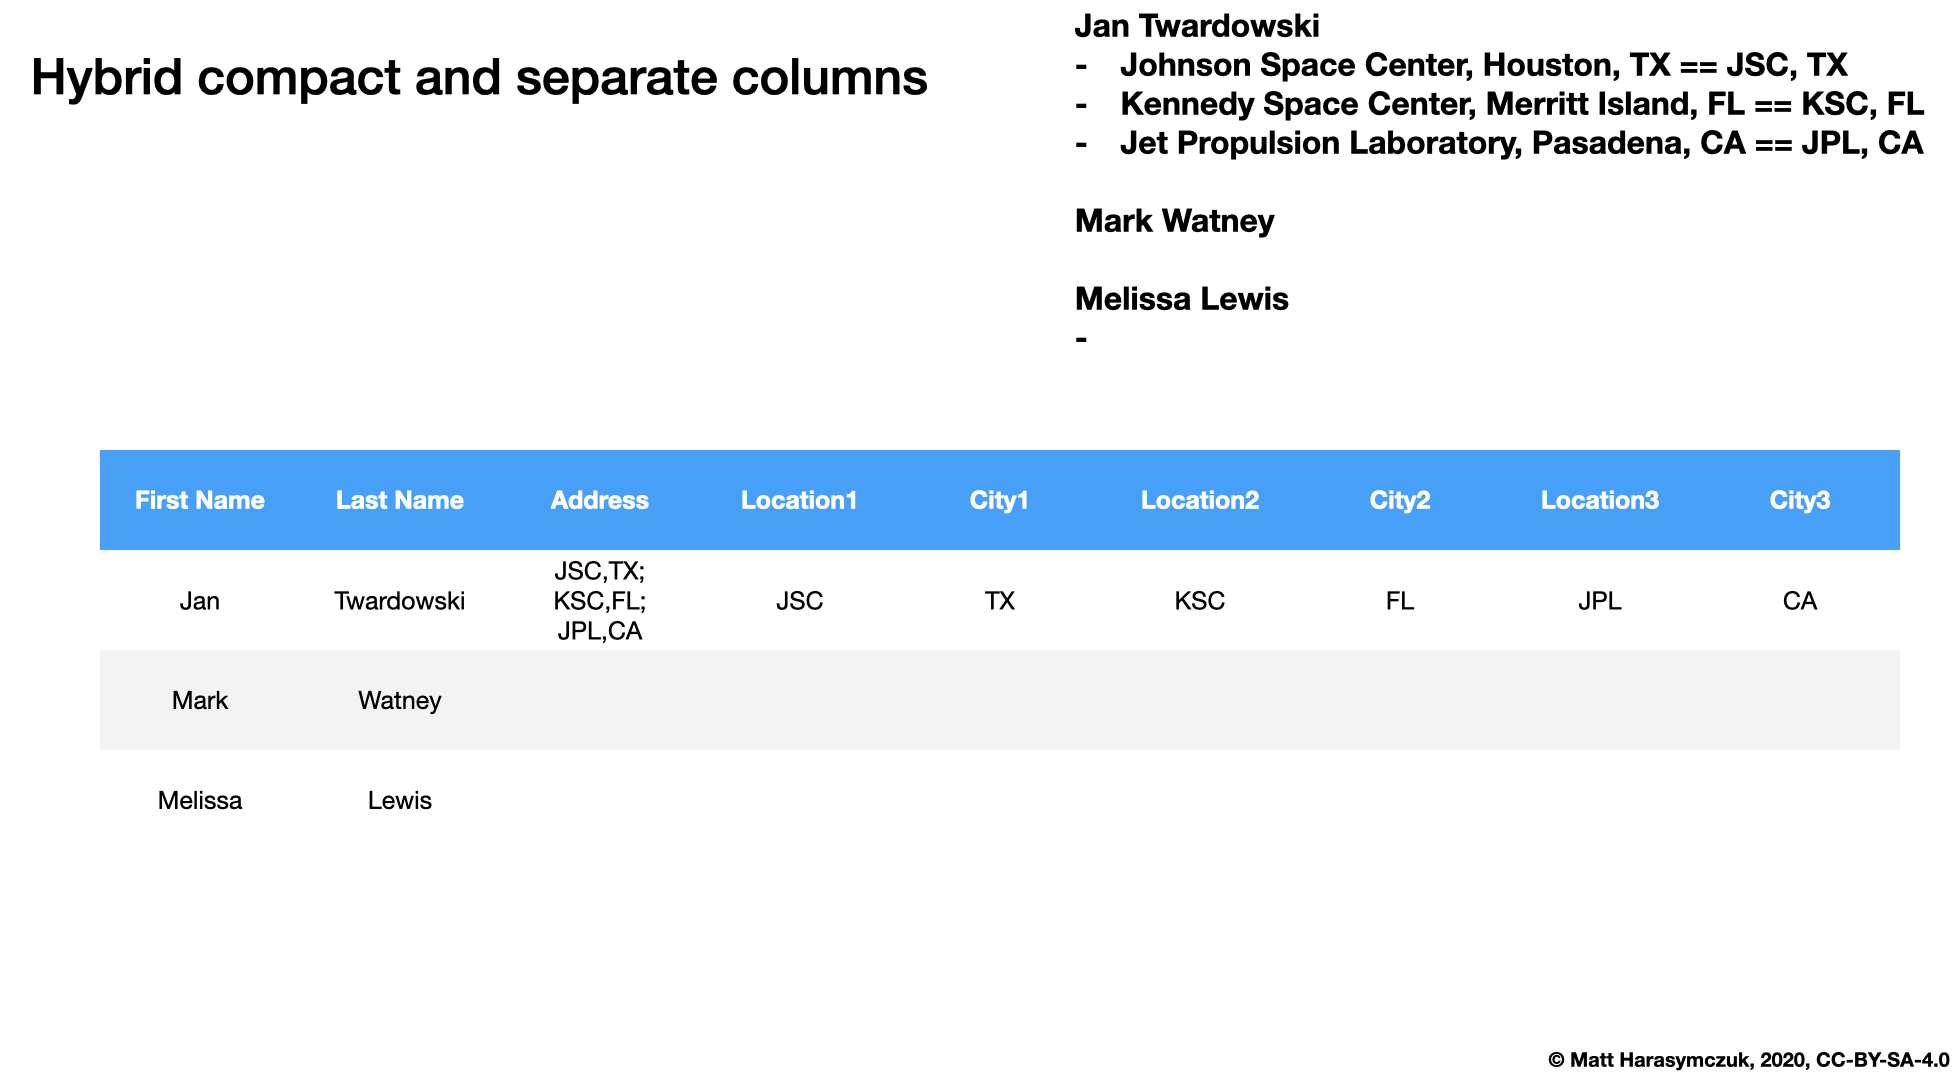 Hybrid compact and separate columns
Jan Twardowski
- Johnson Space Center, Houston, TX == JSC, TX
- Kennedy Space Center, Merritt Island, FL == KSC, FL
- Jet Propulsion Laboratory, Pasadena, CA == JPL, CA
Mark Watney
Melissa Lewis
-
First Name Last Name Address Location1 City1 Location2 City2 Location3 City3
Jan Twardowski JSC,TX; KSC,FL; JPL,CA JSC TX KSC FL JPL CA
Mark Watney
Melissa Lewis
© Matt Harasymczuk, 2020, CC-BY-SA-4.0